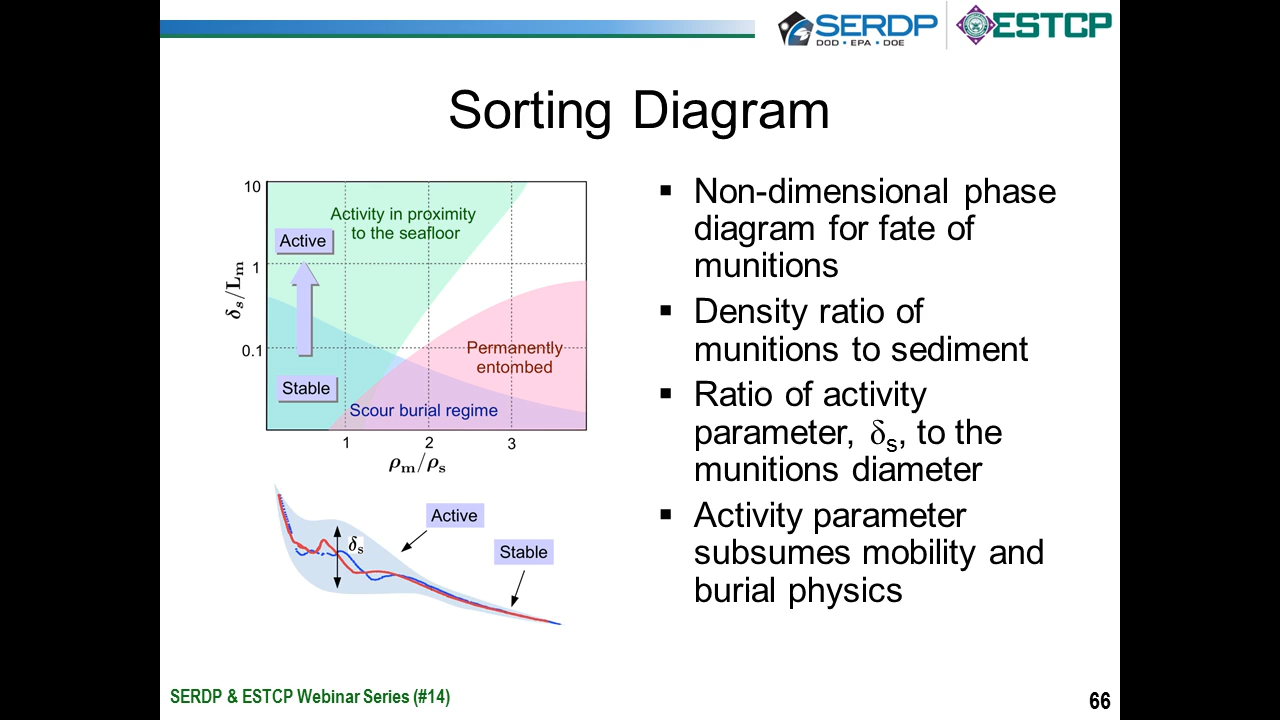 SERDP
DOD • EPA • DOE
ESTCP
Sorting Diagram
10
1
0.1
δs/Lm
Activity in proximity
to the seafloor
Active
Stable
Permanently
entombed
Scour burial regime
1
2
3
ρm/ρs
Active
Stable
δs
▪ Non-dimensional phase
diagram for fate of
munitions
▪ Density ratio of
munitions to sediment
▪ Ratio of activity
parameter, δs, to the
munitions diameter
▪ Activity parameter
subsumes mobility and
burial physics
SERDP & ESTCP Webinar Series (#14)
66